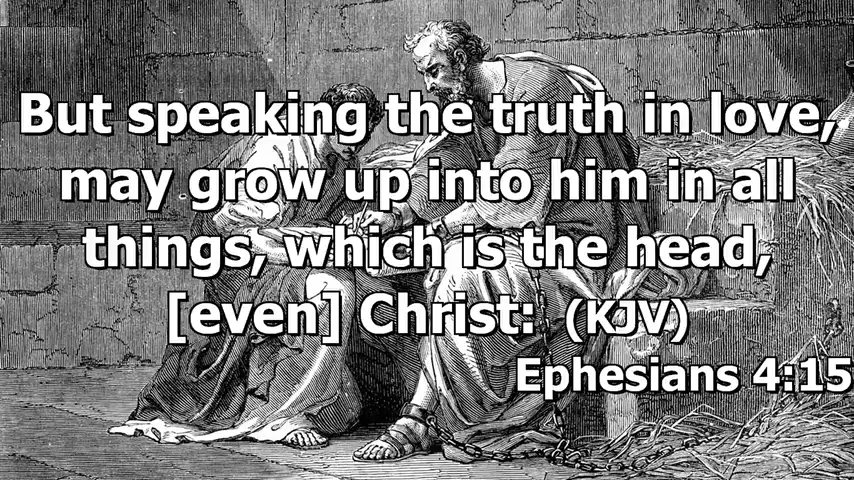 But speaking the truth in love,
may grow up into him in all
things, which is the head,
[even] Christ: (KJV)
Ephesians 4:15